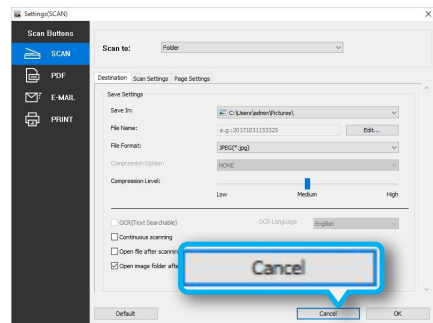 Settings(SCAN)
Scan Buttons
SCAN
PDF
E-MAIL
PRINT
Scan to:
Folder
Destination
Scan Settings
Page Settings
Save Settings
Save In:
C:\Users\admin\Pictures\
File Name:
e.g.:20171031153325
Edit...
File Format:
JPEG(*.jpg)
Compression Option:
NONE
Compression Level:
Low
Medium
High
OCR(Text Searchable)
OCR Language
English
Continuous scanning
Open file after scannin
Open image folder afte
Cancel
Default
Cancel
OK